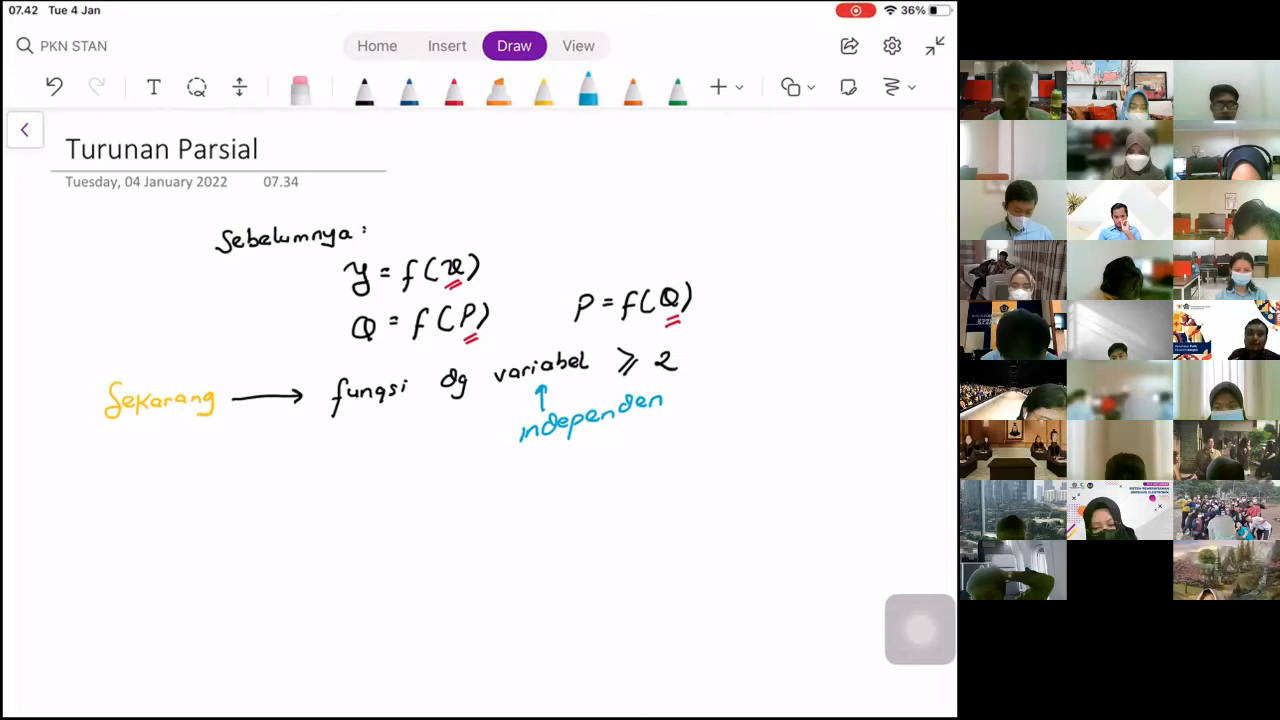 07.42 Tue 4 Jan
36%
PKN STAN
Home Insert Draw View
Turunan Parsial
Tuesday, 04 January 2022 07.34
Sebelumnya:
y = f(x)
Q = f(P) P = f(Q)
Sekarang → fungsi dg variabel ≥ 2
independen